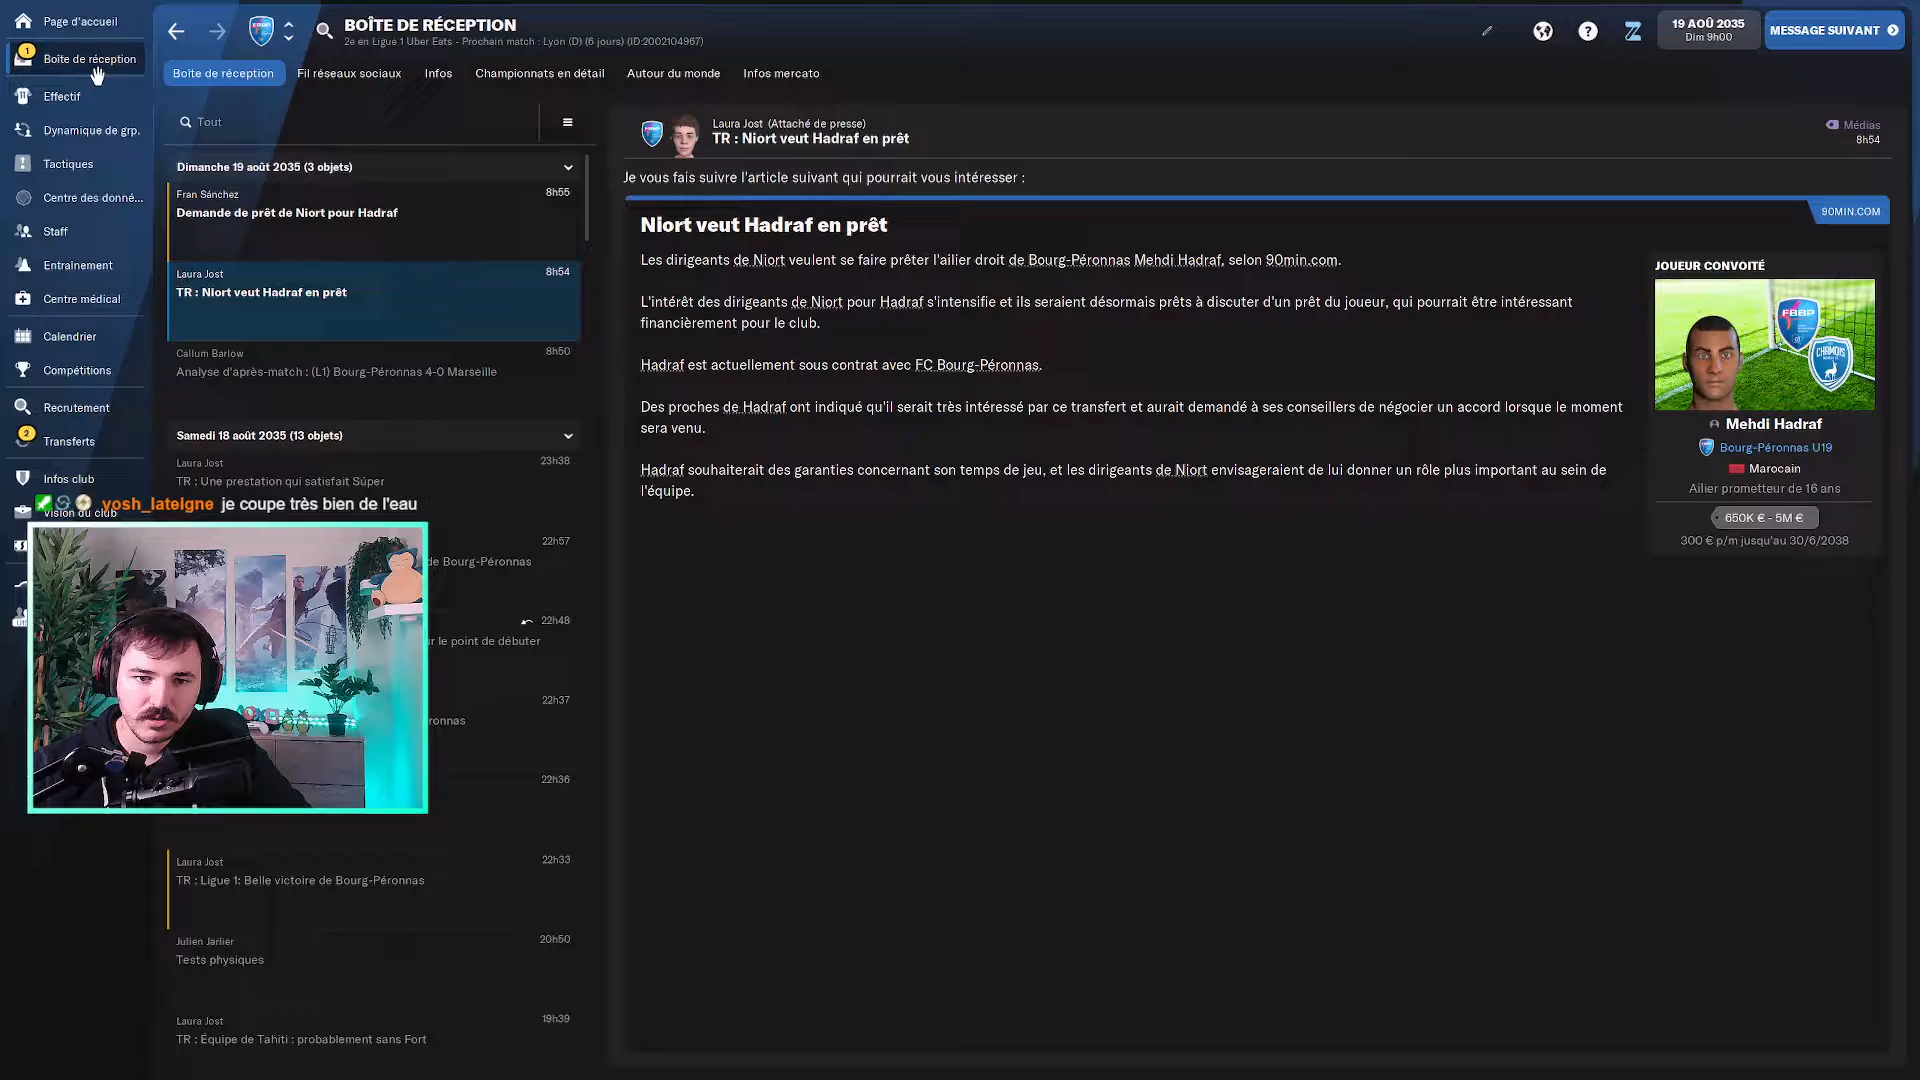 Page d'accueil
1
Boîte de réception
Effectif
Dynamique de grp.
Tactiques
Centre des donné...
Staff
Entraînement
Centre médical
Calendrier
Compétitions
Recrutement
2
Transferts
Infos club
Vision du club
BOÎTE DE RÉCEPTION
2e en Ligue 1 Uber Eats - Prochain match : Lyon (D) (6 jours) (ID:2002104967)
19 AOÛ 2035
Dim 9h00
MESSAGE SUIVANT
Boîte de réception
Fil réseaux sociaux
Infos
Championnats en détail
Autour du monde
Infos mercato
Tout
Dimanche 19 août 2035 (3 objets)
Fran Sánchez
8h55
Demande de prêt de Niort pour Hadraf
Laura Jost
8h54
TR : Niort veut Hadraf en prêt
Callum Barlow
8h50
Analyse d'après-match : (L1) Bourg-Péronnas 4-0 Marseille
Samedi 18 août 2035 (13 objets)
Laura Jost
23h38
TR : Une prestation qui satisfait Súper
yosh_lateigne je coupe très bien de l'eau
22h57
de Bourg-Péronnas
22h48
r le point de débuter
22h37
ronnas
22h36
Laura Jost
22h33
TR : Ligue 1: Belle victoire de Bourg-Péronnas
Julien Jarlier
20h50
Tests physiques
Laura Jost
19h39
TR : Équipe de Tahiti : probablement sans Fort
Laura Jost (Attaché de presse)
TR : Niort veut Hadraf en prêt
Médias
8h54
Je vous fais suivre l'article suivant qui pourrait vous intéresser :
90MIN.COM
Niort veut Hadraf en prêt
Les dirigeants de Niort veulent se faire prêter l'ailier droit de Bourg-Péronnas Mehdi Hadraf, selon 90min.com.
L'intérêt des dirigeants de Niort pour Hadraf s'intensifie et ils seraient désormais prêts à discuter d'un prêt du joueur, qui pourrait être intéressant
financièrement pour le club.
Hadraf est actuellement sous contrat avec FC Bourg-Péronnas.
Des proches de Hadraf ont indiqué qu'il serait très intéressé par ce transfert et aurait demandé à ses conseillers de négocier un accord lorsque le moment
sera venu.
Hadraf souhaiterait des garanties concernant son temps de jeu, et les dirigeants de Niort envisageraient de lui donner un rôle plus important au sein de
l'équipe.
JOUEUR CONVOITÉ
FBBP
CHAMOIS
Mehdi Hadraf
Bourg-Péronnas U19
Marocain
Ailier prometteur de 16 ans
650K € - 5M €
300 € p/m jusqu'au 30/6/2038